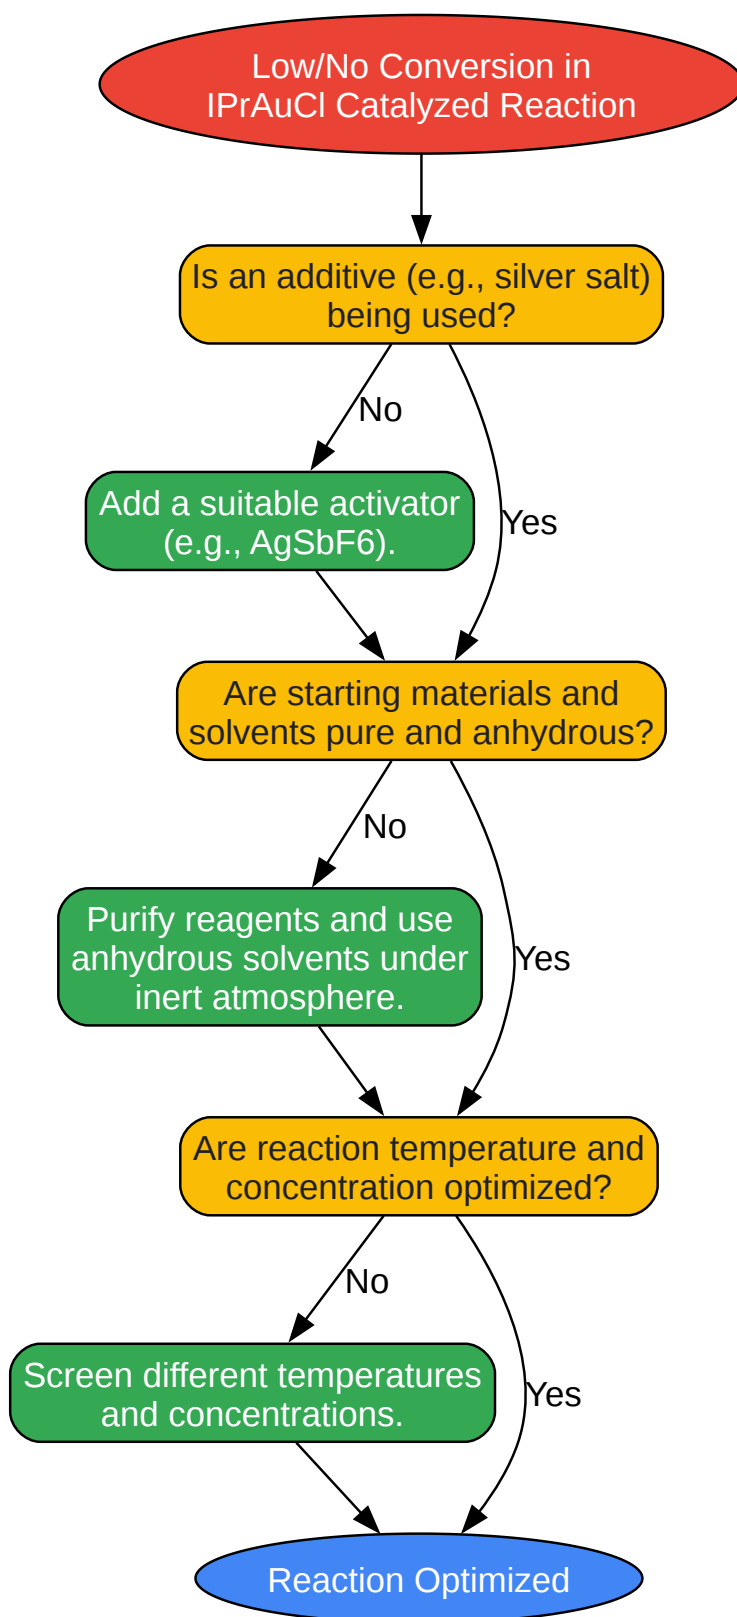 Low/No Conversion in
IPrAuCl Catalyzed Reaction
Is an additive (e.g., silver salt)
being used?
No
Add a suitable activator
(e.g., AgSbF6).
Yes
Are starting materials and
solvents pure and anhydrous?
No
Purify reagents and use
anhydrous solvents under
inert atmosphere.
Yes
Are reaction temperature and
concentration optimized?
No
Screen different temperatures
and concentrations.
Yes
Reaction Optimized